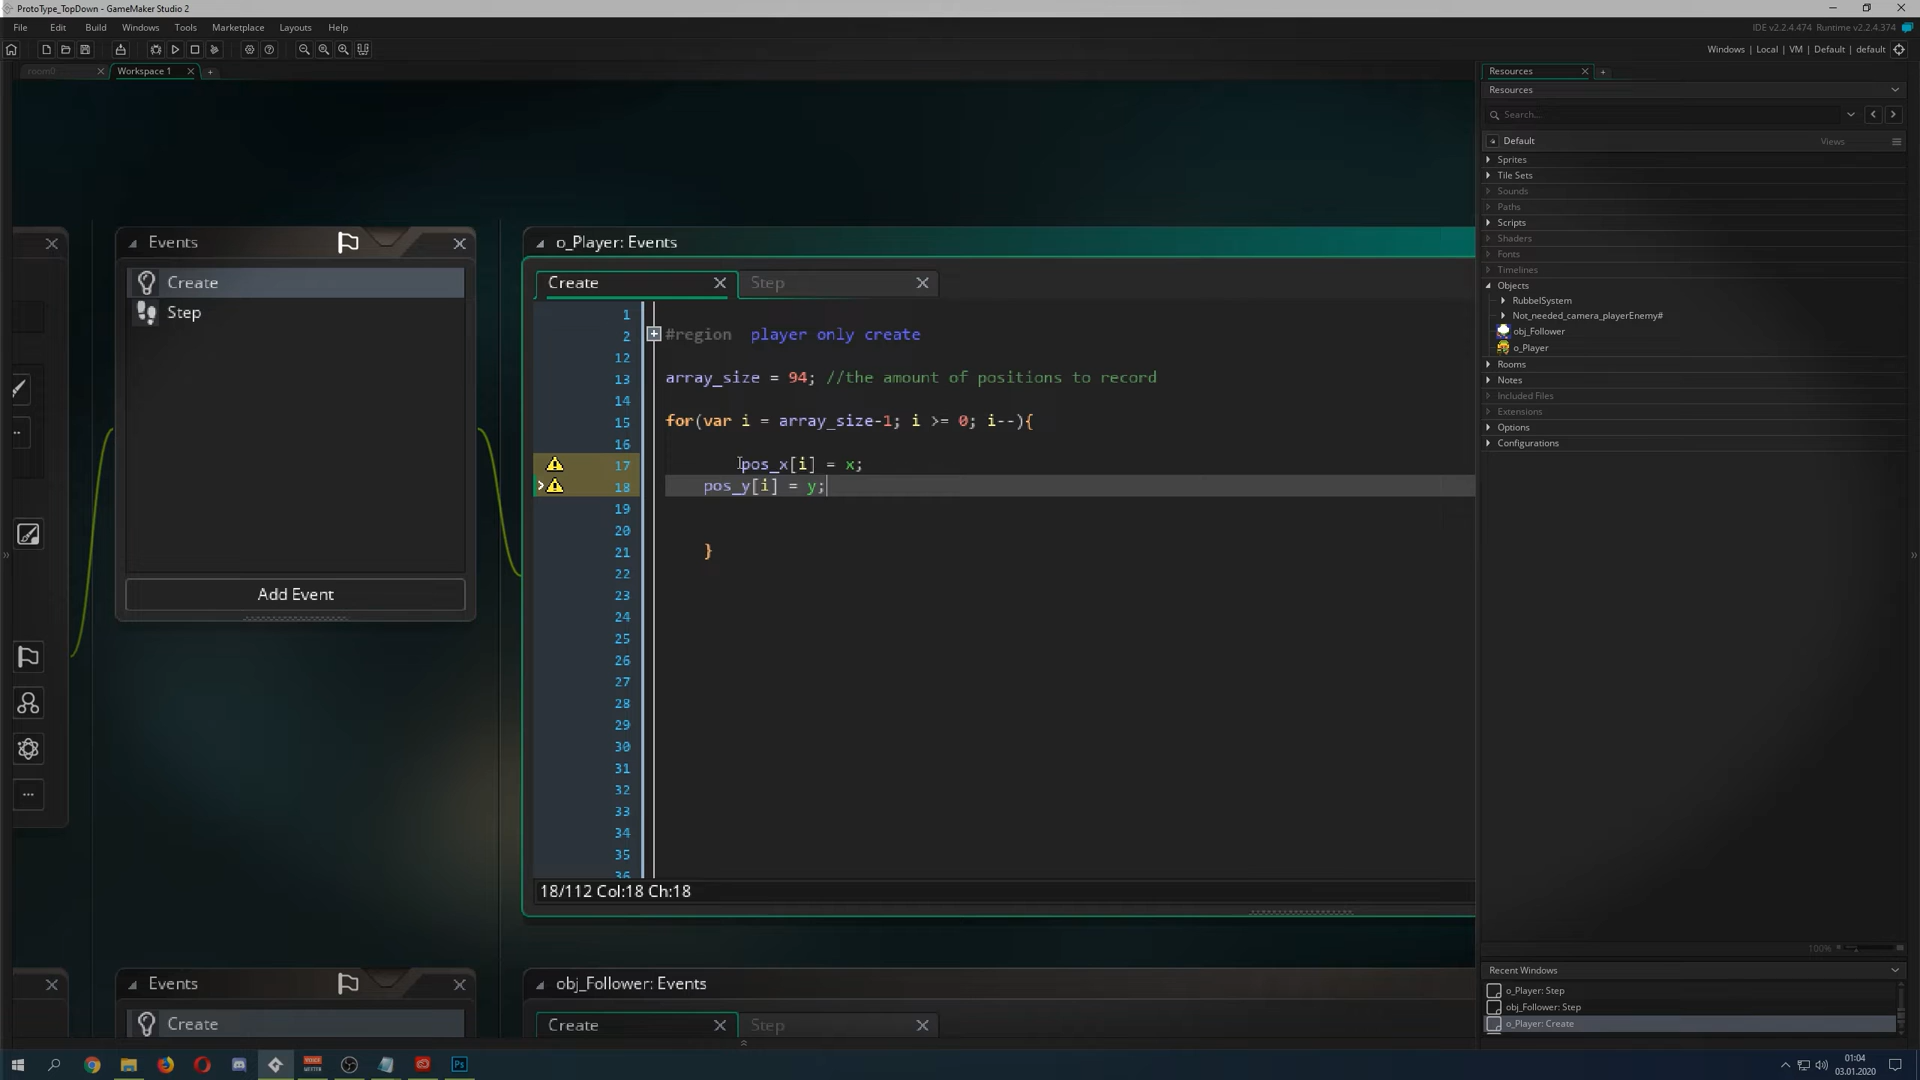 ProtoType_TopDown - GameMaker Studio 2
File Edit Build Windows Tools Marketplace Layouts Help
IDE v2.2.4.474 Runtime v2.2.4.374
Windows | Local | VM | Default | default
room0
Workspace 1
Resources
Resources
Search...
Default
Views
Sprites
Tile Sets
Sounds
Paths
Scripts
Shaders
Fonts
Timelines
Objects
RubbelSystem
Not_needed_camera_playerEnemy#
obj_Follower
o_Player
Rooms
Notes
Included Files
Extensions
Options
Configurations
Events
Create
Step
Add Event
o_Player: Events
Create
Step
1
2 #region player only create
12
13 array_size = 94; //the amount of positions to record
14
15 for(var i = array_size-1; i >= 0; i--){
16
17 pos_x[i] = x;
18 pos_y[i] = y;
19
20
21 }
22
23
24
25
26
27
28
29
30
31
32
33
34
35
36
18/112 Col:18 Ch:18
100%
Events
Create
obj_Follower: Events
Create
Step
Recent Windows
o_Player: Step
obj_Follower: Step
o_Player: Create
01:04
03.01.2020